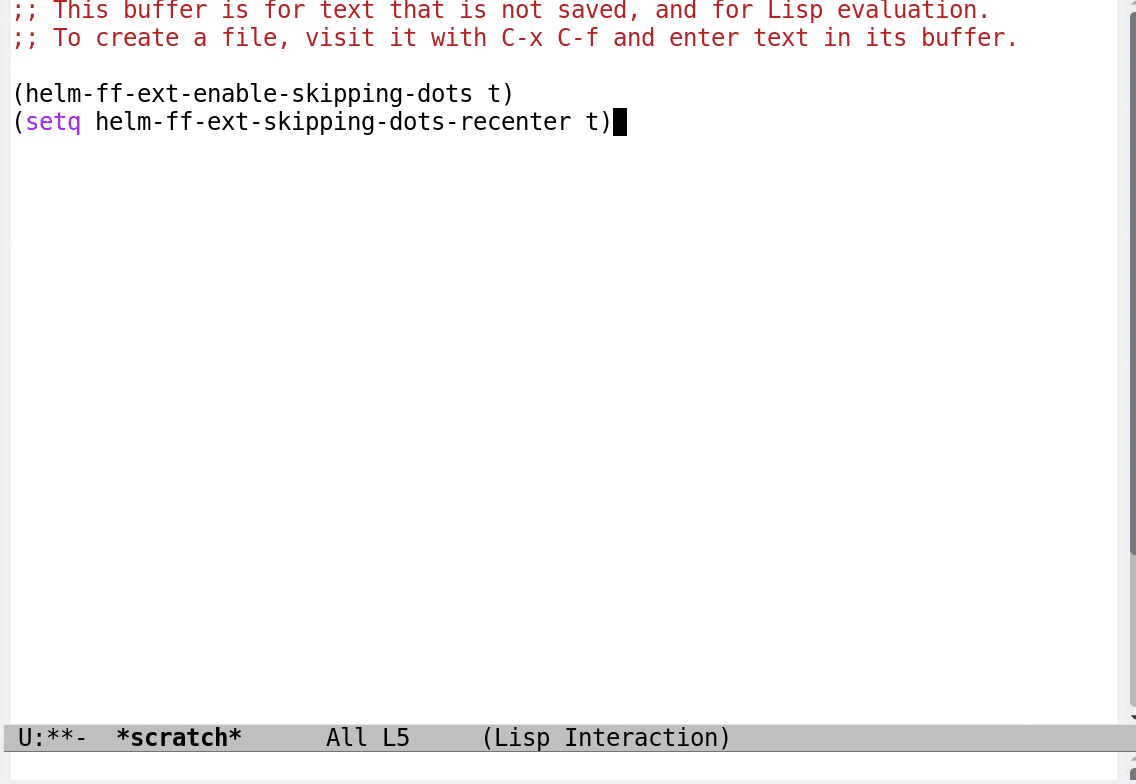 ;; This buffer is for text that is not saved, and for Lisp evaluation.
;; To create a file, visit it with C-x C-f and enter text in its buffer.
(helm-ff-ext-enable-skipping-dots t)
(setq helm-ff-ext-skipping-dots-recenter t)
U:**-  *scratch*      All L5     (Lisp Interaction)